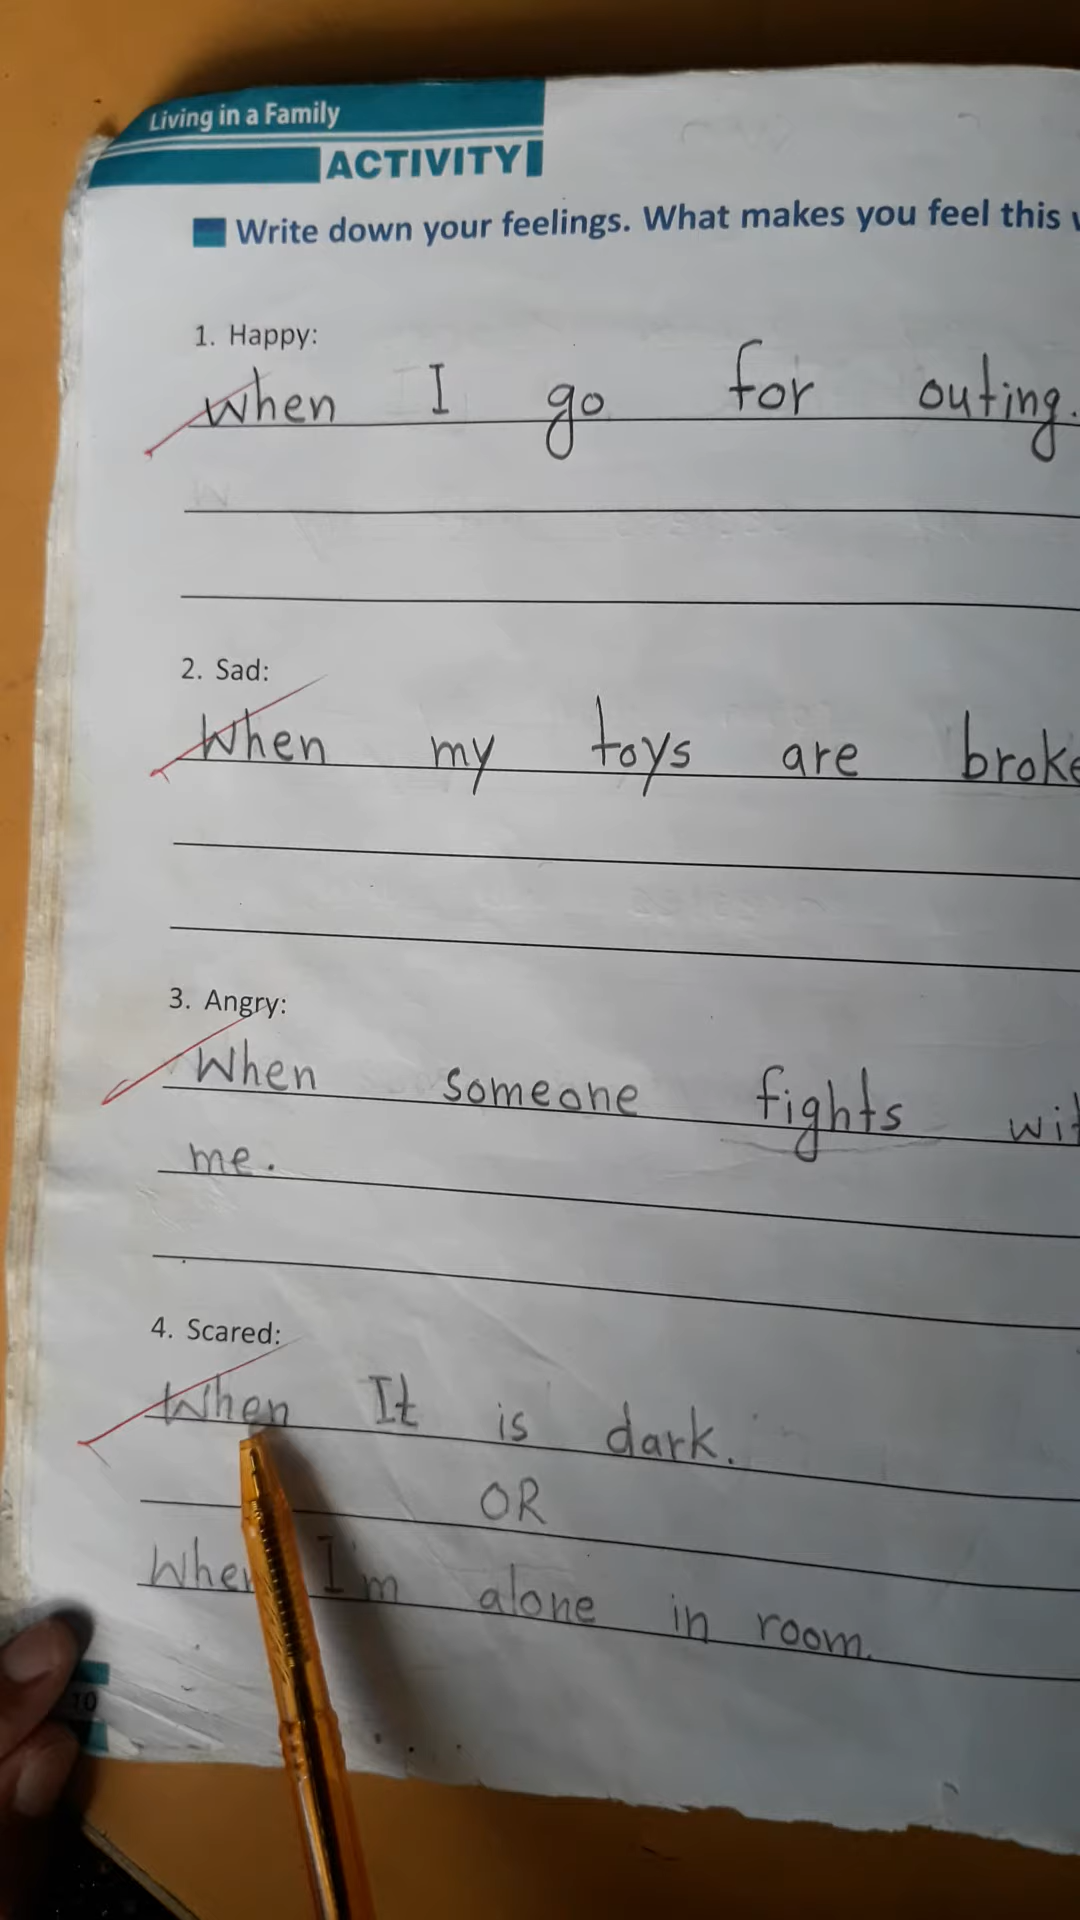 Living in a Family
ACTIVITY
Write down your feelings. What makes you feel this
1. Happy:
When I go for outing.
2. Sad:
When my toys are broke
3. Angry:
When someone fights wit
me.
4. Scared:
When It is dark.
OR
When I'm alone in room.
10